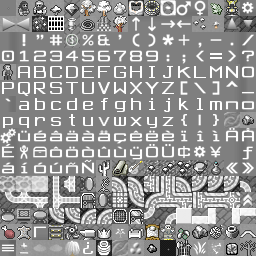 ! " # $ % & ' ( ) * + , - . /
0 1 2 3 4 5 6 7 8 9 : ; < = > ?
A B C D E F G H I J K L M N O
P Q R S T U V W X Y Z [ \ ] ^ _
` a b c d e f g h i j k l m n o
p q r s t u v w x y z { | }
ü é â ä à å ç ê ë è ï î ì Ä Å
É ô ö ò û ù ÿ Ö Ü ¢ ¥ ƒ
á í ó ú ñ Ñ « »